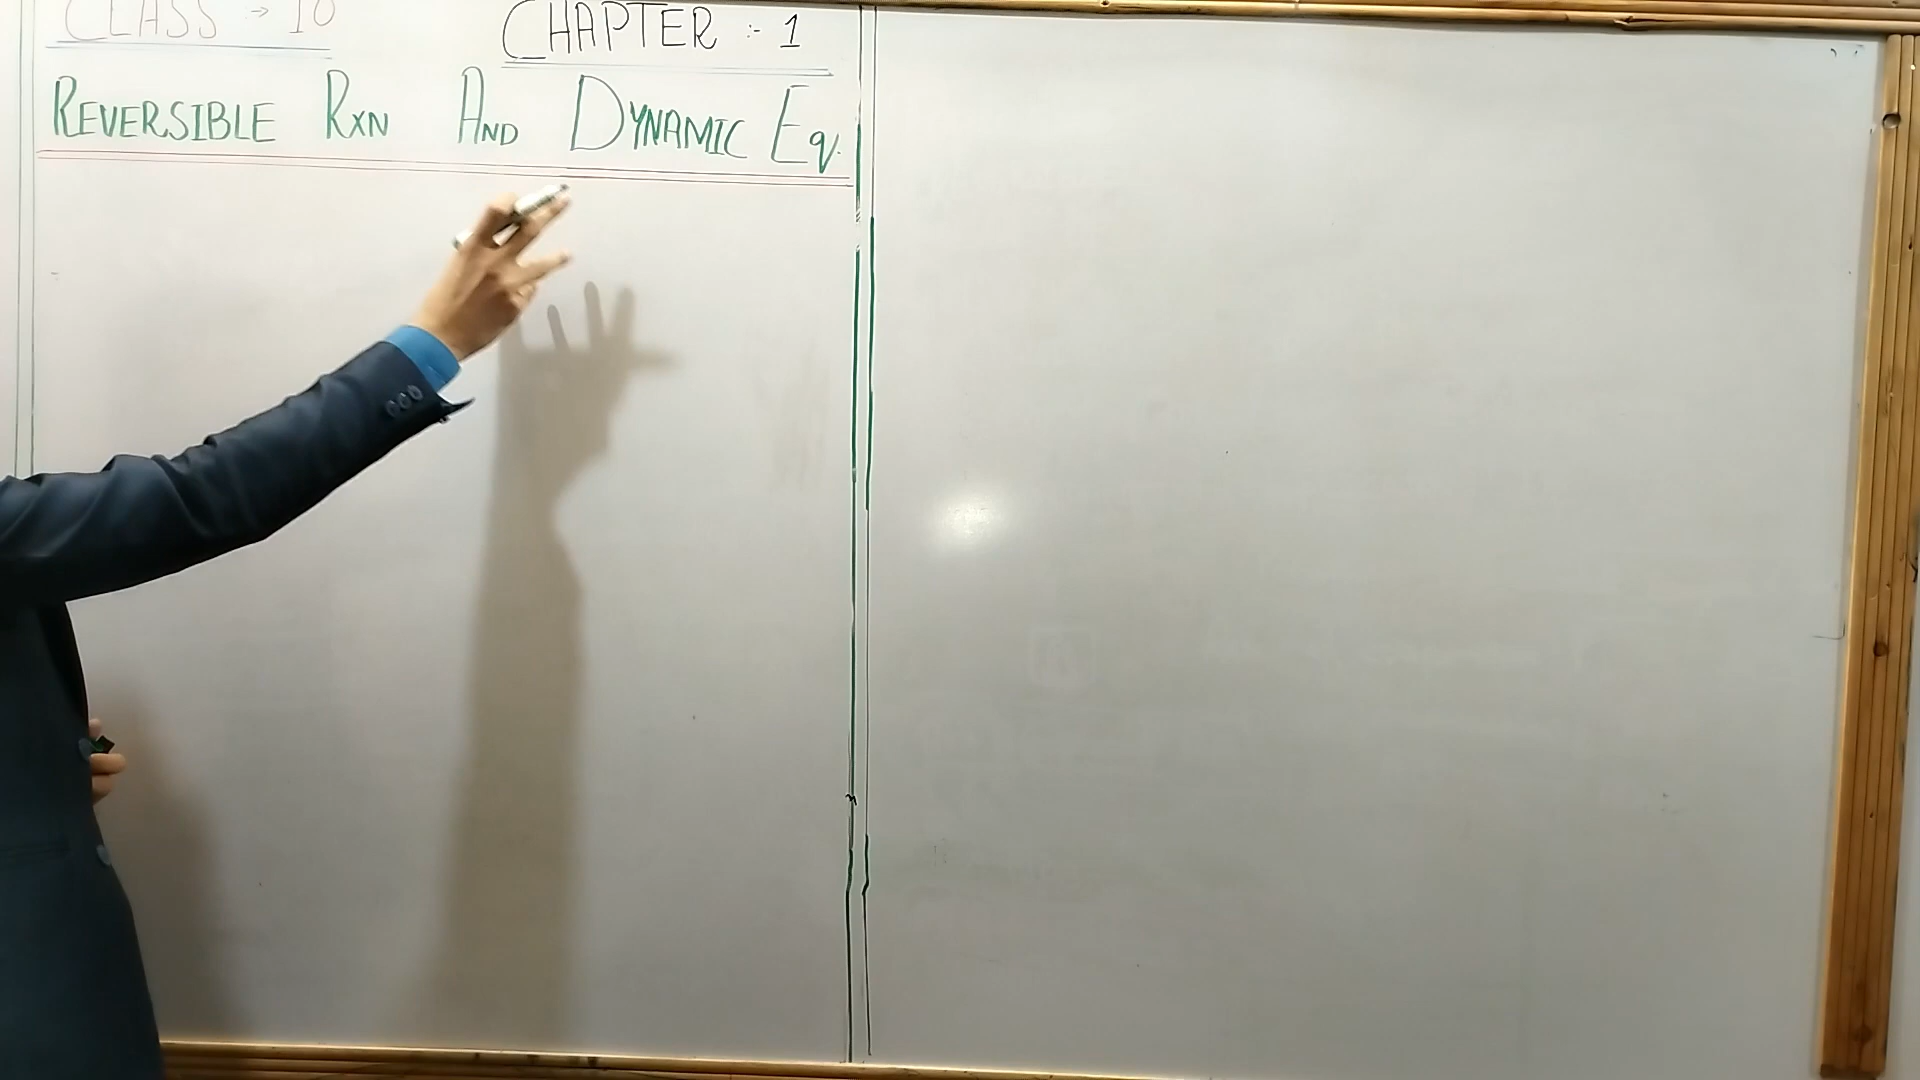 CLASS :→ 10
CHAPTER :- 1
REVERSIBLE RXN AND DYNAMIC Eq.